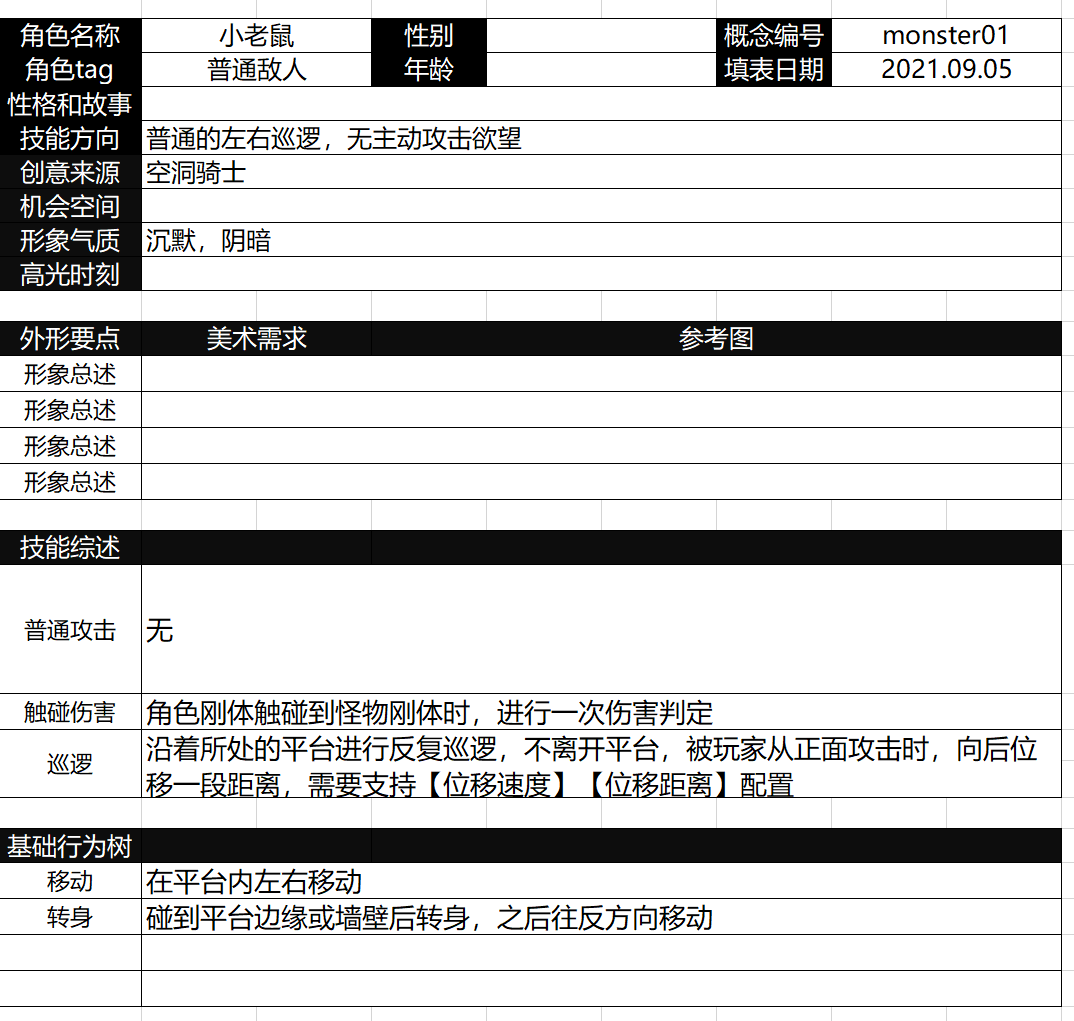 角色名称 小老鼠 性别 概念编号 monster01
角色tag 普通敌人 年龄 填表日期 2021.09.05
性格和故事
技能方向 普通的左右巡逻，无主动攻击欲望
创意来源 空洞骑士
机会空间
形象气质 沉默，阴暗
高光时刻
外形要点 美术需求 参考图
形象总述
形象总述
形象总述
形象总述
技能综述
普通攻击 无
触碰伤害 角色刚体触碰到怪物刚体时，进行一次伤害判定
巡逻 沿着所处的平台进行反复巡逻，不离开平台，被玩家从正面攻击时，向后位
移一段距离，需要支持【位移速度】【位移距离】配置
基础行为树
移动 在平台内左右移动
转身 碰到平台边缘或墙壁后转身，之后往反方向移动